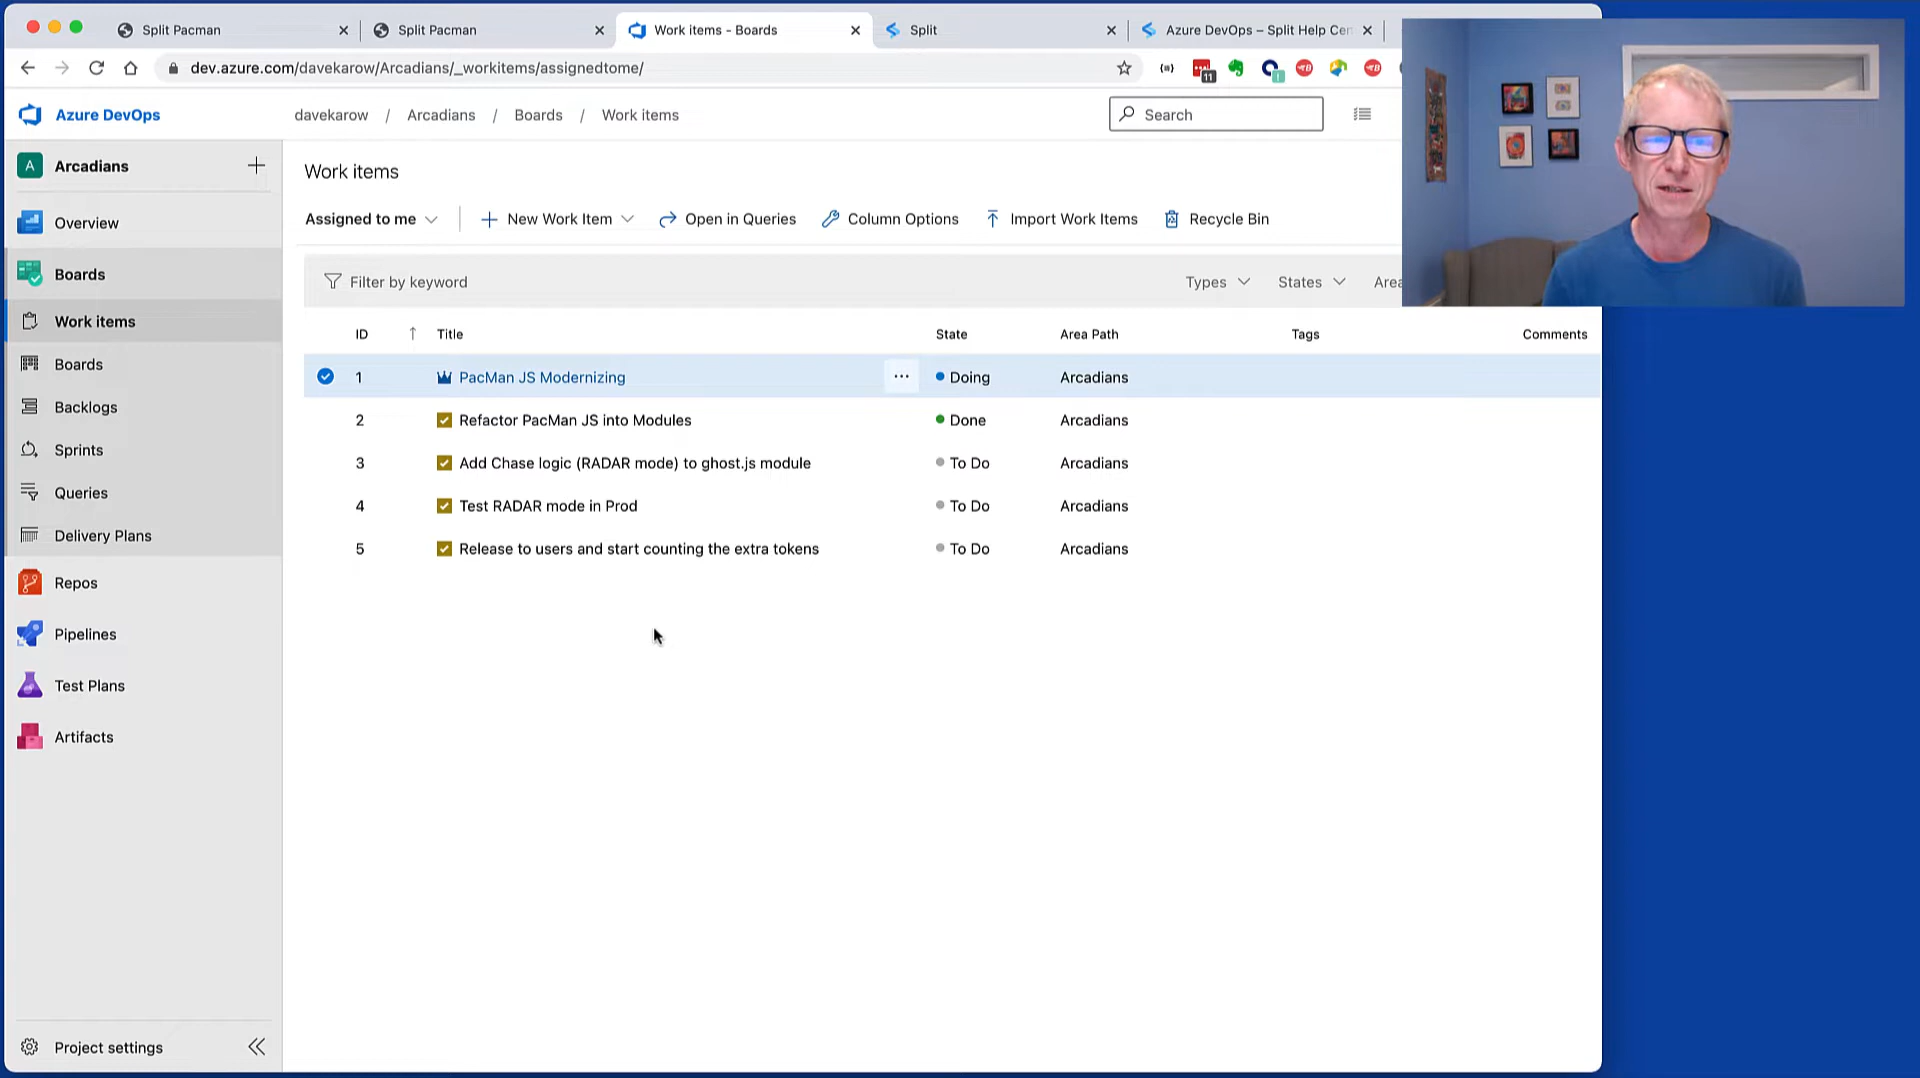 Split Pacman
Split Pacman
Work items - Boards
Split
Azure DevOps – Split Help Cen
dev.azure.com/davekarow/Arcadians/_workitems/assignedtome/
11
Azure DevOps
davekarow / Arcadians / Boards / Work items
Search
A Arcadians
Overview
Boards
Work items
Boards
Backlogs
Sprints
Queries
Delivery Plans
Repos
Pipelines
Test Plans
Artifacts
Project settings
Work items
Assigned to me
New Work Item
Open in Queries
Column Options
Import Work Items
Recycle Bin
Filter by keyword
Types
States
Area
ID Title State Area Path Tags Comments
1 PacMan JS Modernizing Doing Arcadians
2 Refactor PacMan JS into Modules Done Arcadians
3 Add Chase logic (RADAR mode) to ghost.js module To Do Arcadians
4 Test RADAR mode in Prod To Do Arcadians
5 Release to users and start counting the extra tokens To Do Arcadians